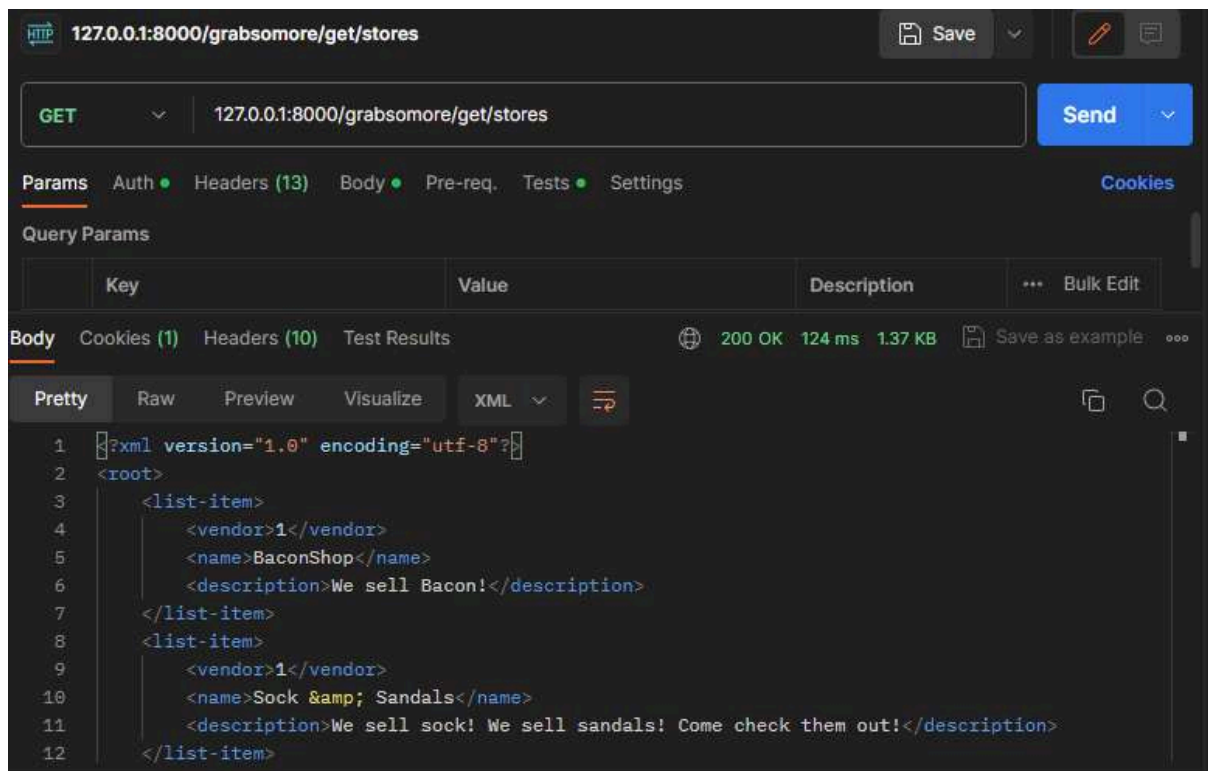 HTTP 127.0.0.1:8000/grabsomore/get/stores Save
GET 127.0.0.1:8000/grabsomore/get/stores Send
Params Auth Headers (13) Body Pre-req. Tests Settings Cookies
Query Params
Key Value Description ••• Bulk Edit
Body Cookies (1) Headers (10) Test Results 200 OK 124 ms 1.37 KB Save as example
Pretty Raw Preview Visualize XML
1 <?xml version="1.0" encoding="utf-8"?>
2 <root>
3 <list-item>
4 <vendor>1</vendor>
5 <name>BaconShop</name>
6 <description>We sell Bacon!</description>
7 </list-item>
8 <list-item>
9 <vendor>1</vendor>
10 <name>Sock &amp; Sandals</name>
11 <description>We sell sock! We sell sandals! Come check them out!</description>
12 </list-item>